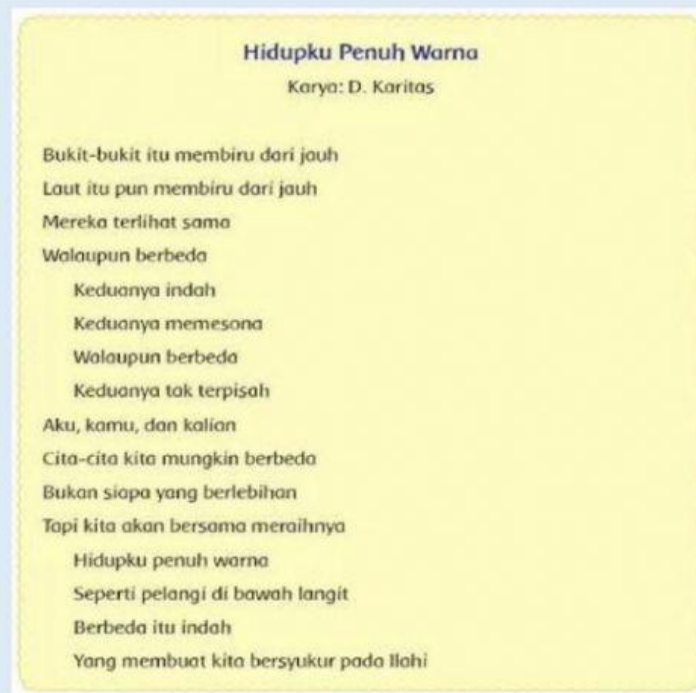 Hidupku Penuh Warna
Karya: D. Karitas
Bukit-bukit itu membiru dari jauh
Laut itu pun membiru dari jauh
Mereka terlihat sama
Walaupun berbeda
Keduanya indah
Keduanya memesona
Walaupun berbeda
Keduanya tak terpisah
Aku, kamu, dan kalian
Cita-cita kita mungkin berbeda
Bukan siapa yang berlebihan
Tapi kita akan bersama meraihnya
Hidupku penuh warna
Seperti pelangi di bawah langit
Berbeda itu indah
Yang membuat kita bersyukur pada Ilahi